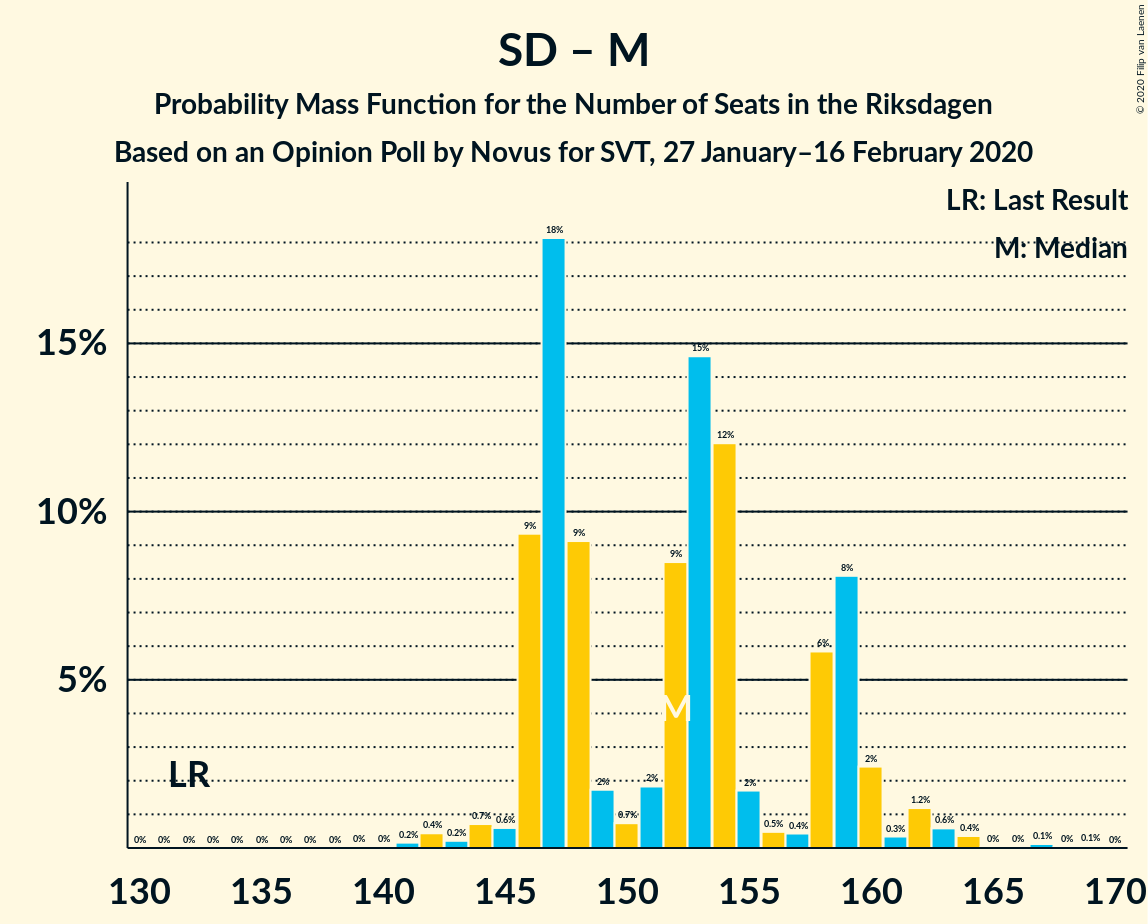 SD – M
Probability Mass Function for the Number of Seats in the Riksdagen
Based on an Opinion Poll by Novus for SVT, 27 January–16 February 2020
© 2020 Filip van Laenen
LR: Last Result
M: Median
15%
10%
5%
0% 0% 0% 0% 0% 0% 0% 0% 0% 0% 0% 0.2% 0.4% 0.2% 0.7% 0.6% 9% 18% 9% 2% 0.7% 2% 9% 15% 12% 2% 0.5% 0.4% 6% 8% 2% 0.3% 1.2% 0.6% 0.4% 0% 0% 0.1% 0% 0.1% 0%
LR
M
130 135 140 145 150 155 160 165 170